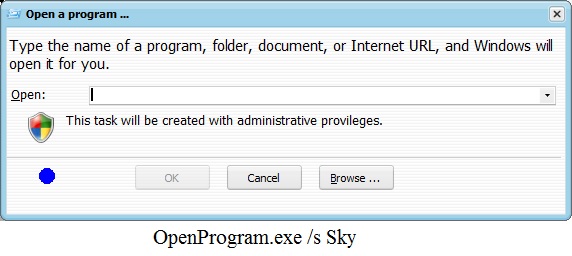 Open a program ...
Type the name of a program, folder, document, or Internet URL, and Windows will
open it for you.
Open:
This task will be created with administrative provileges.
OK
Cancel
Browse ...
OpenProgram.exe /s Sky